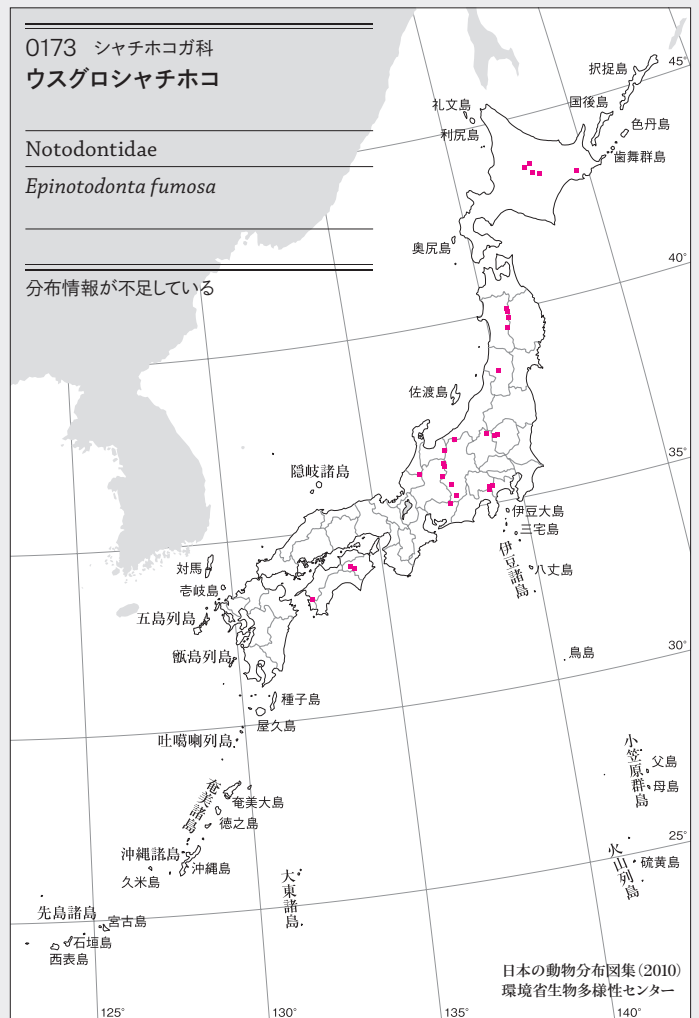 0173 シャチホコガ科
ウスグロシャチホコ
Notodontidae
Epinotodonta fumosa
分布情報が不足している
択捉島
45°
国後島
礼文島
色丹島
利尻島
歯舞群島
奥尻島
40°
佐渡島
35°
隠岐諸島
伊豆大島
三宅島
伊豆諸島
八丈島
対馬
壱岐島
五島列島
甑島列島
鳥島
30°
種子島
屋久島
吐噶喇列島
小笠原群島
父島
母島
奄美諸島
奄美大島
徳之島
25°
沖縄諸島
沖縄島
久米島
火山列島
硫黄島
大東諸島
先島諸島
宮古島
石垣島
西表島
日本の動物分布図集(2010)
環境省生物多様性センター
125°
130°
135°
140°